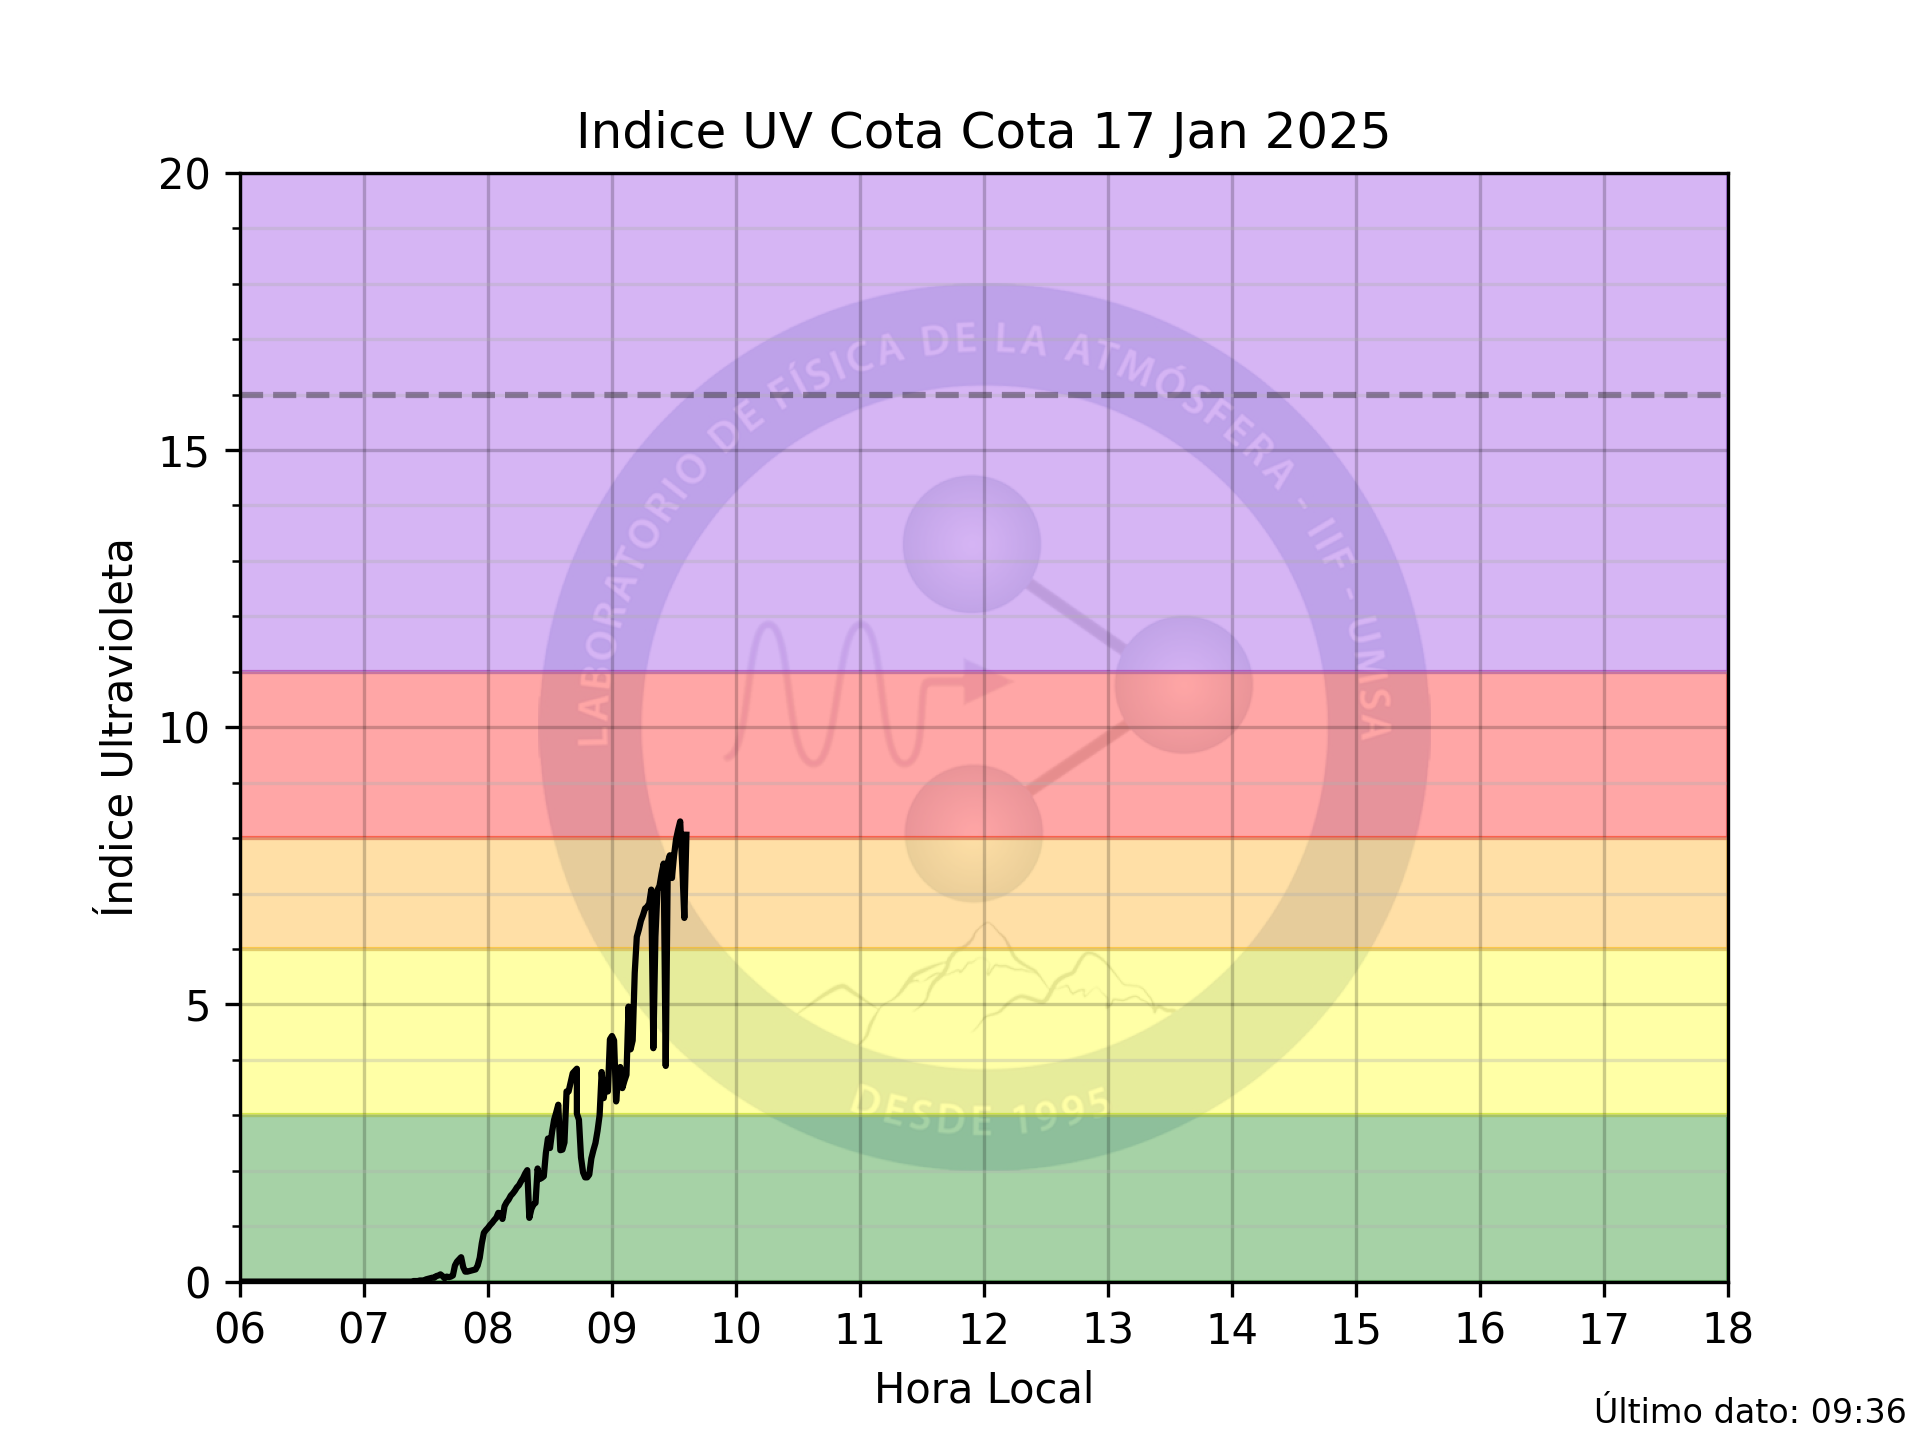 Indice UV Cota Cota 17 Jan 2025
20
15
10
5
0
Índice Ultravioleta
LABORATORIO DE FÍSICA DE LA ATMÓSFERA - IIF - UMSA
DESDE 1995
06 07 08 09 10 11 12 13 14 15 16 17 18
Hora Local
Último dato: 09:36